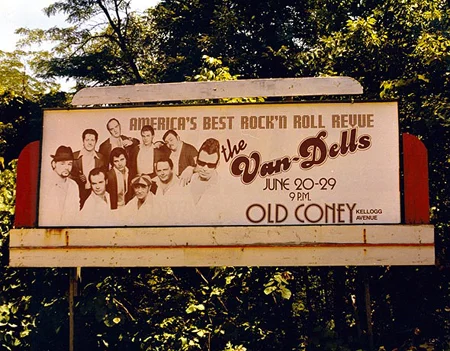 AMERICA'S BEST ROCK'N ROLL REVUE
the
Van-Dells
JUNE 20-29
9 P.M.
OLD CONEY KELLOGG
AVENUE